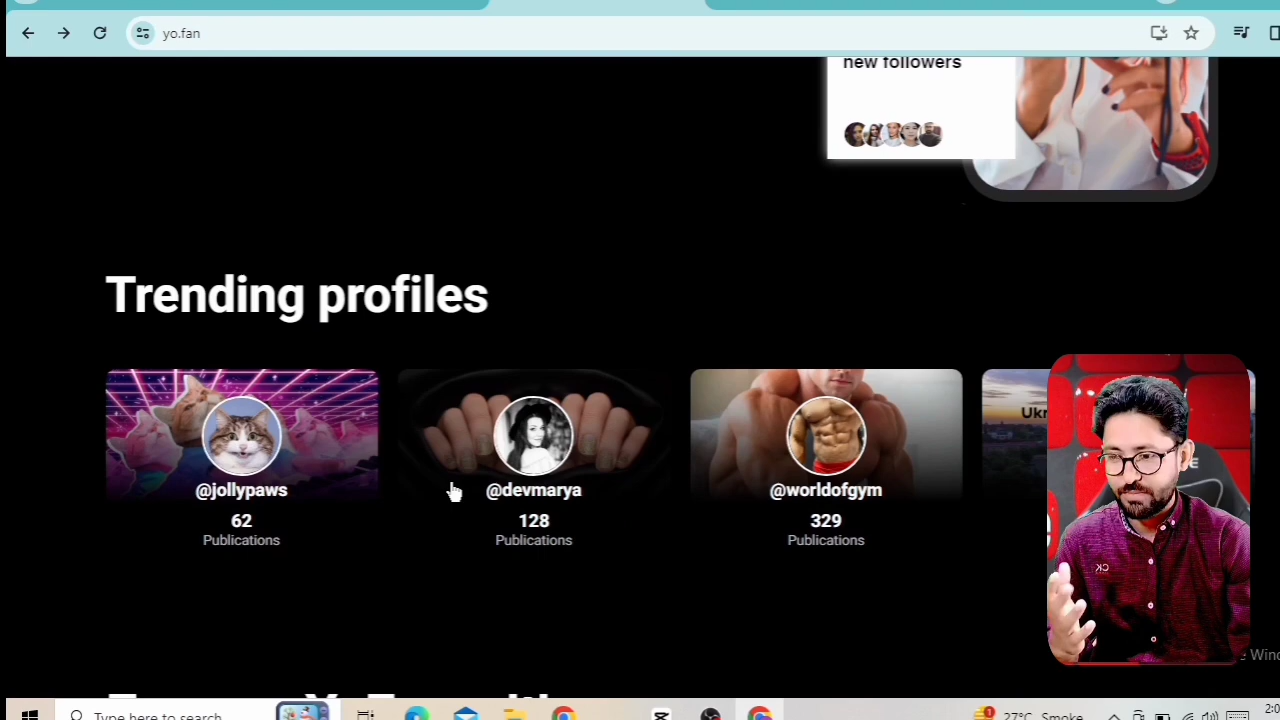 yo.fan
new followers
Trending profiles
@jollypaws
62
Publications
@devmarya
128
Publications
@worldofgym
329
Publications
CK
Type here to search
27°C Smoke